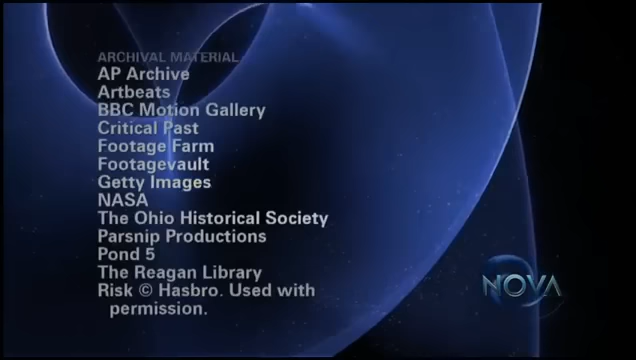 ARCHIVAL MATERIAL
AP Archive
Artbeats
BBC Motion Gallery
Critical Past
Footage Farm
Footagevault
Getty Images
NASA
The Ohio Historical Society
Parsnip Productions
Pond 5
The Reagan Library
Risk © Hasbro. Used with
permission.
NOVA